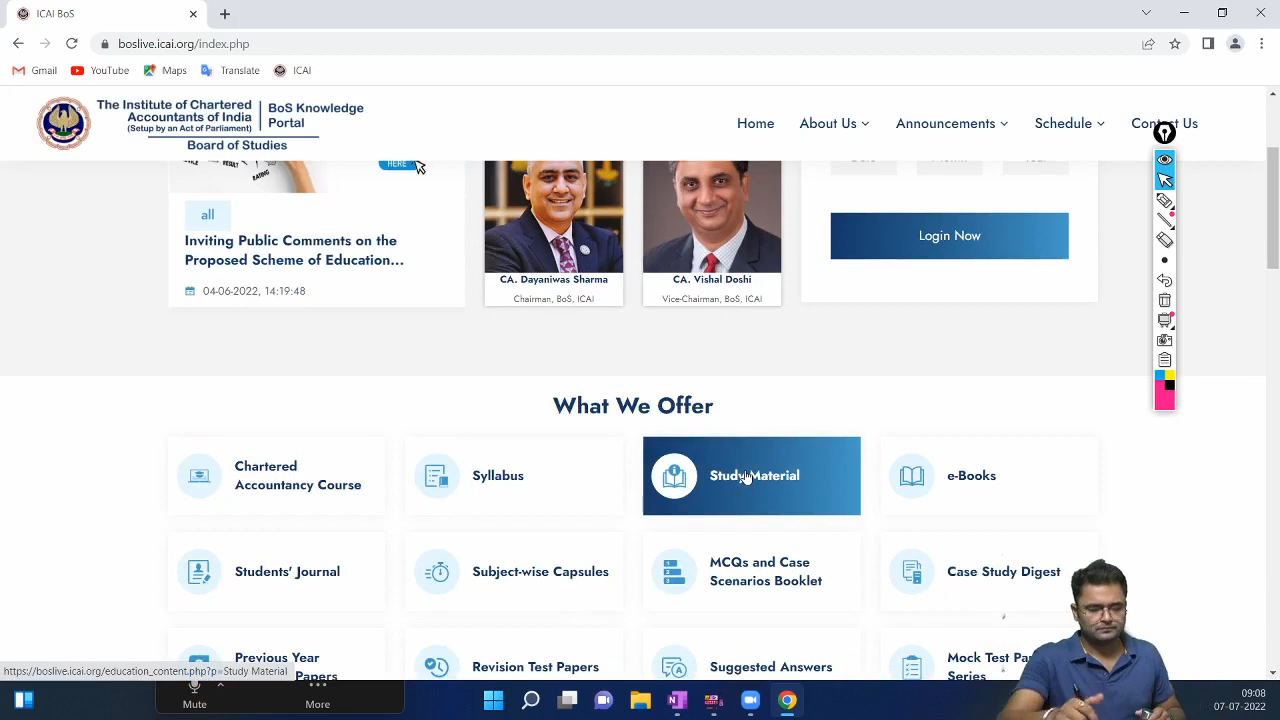 ICAI BoS
boslive.icai.org/index.php
Gmail
YouTube
Maps
Translate
ICAI
The Institute of Chartered
Accountants of India
(Setup by an Act of Parliament)
Board of Studies
BoS Knowledge
Portal
Home
About Us
Announcements
Schedule
Contact Us
RATING
HERE
all
Inviting Public Comments on the
Proposed Scheme of Education...
04-06-2022, 14:19:48
CA. Dayaniwas Sharma
Chairman, BoS, ICAI
CA. Vishal Doshi
Vice-Chairman, BoS, ICAI
Login Now
What We Offer
Chartered
Accountancy Course
Syllabus
Study Material
e-Books
Students' Journal
Subject-wise Capsules
MCQs and Case
Scenarios Booklet
Case Study Digest
Previous Year
Papers
Revision Test Papers
Suggested Answers
Mock Test
Series
https://boslive.icai.org/education_content.php?p=Study Material
Mute
More
09:08
07-07-2022